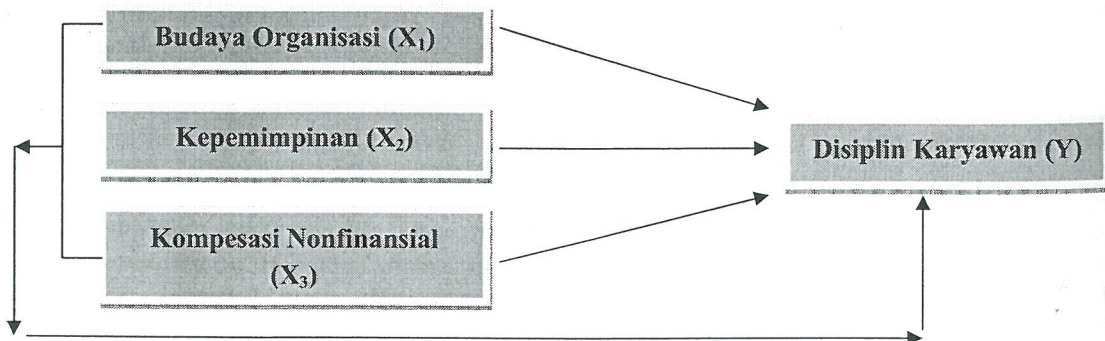 Budaya Organisasi (X₁)
Kepemimpinan (X₂)
Kompesasi Nonfinansial
(X₃)
Disiplin Karyawan (Y)